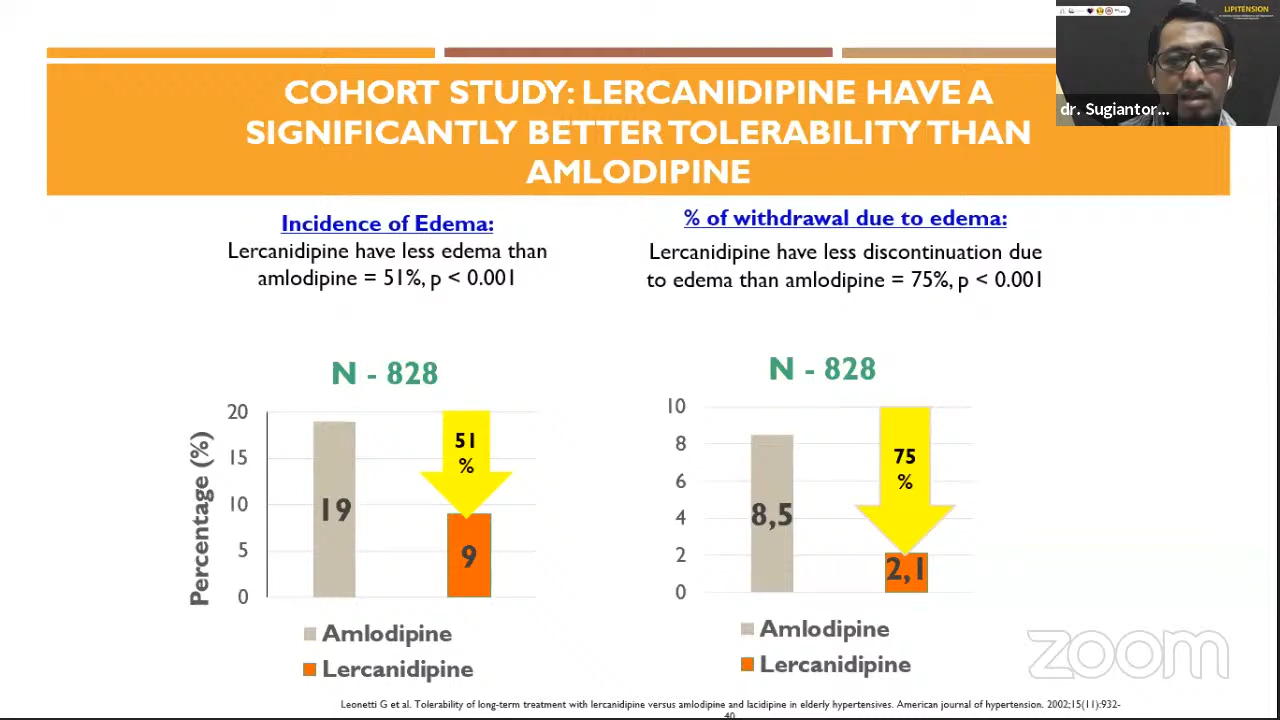 LIPITENSION
dr. Sugiantor...
COHORT STUDY: LERCANIDIPINE HAVE A
SIGNIFICANTLY BETTER TOLERABILITY THAN
AMLODIPINE
Incidence of Edema:
Lercanidipine have less edema than
amlodipine = 51%, p < 0.001
% of withdrawal due to edema:
Lercanidipine have less discontinuation due
to edema than amlodipine = 75%, p < 0.001
N - 828
Percentage (%)
20
15
10
5
0
19
51
%
9
Amlodipine
Lercanidipine
N - 828
10
8
6
4
2
0
8,5
75
%
2,1
Amlodipine
Lercanidipine
zoom
Leonetti G et al. Tolerability of long-term treatment with lercanidipine versus amlodipine and lacidipine in elderly hypertensives. American journal of hypertension. 2002;15(11):932-
40.